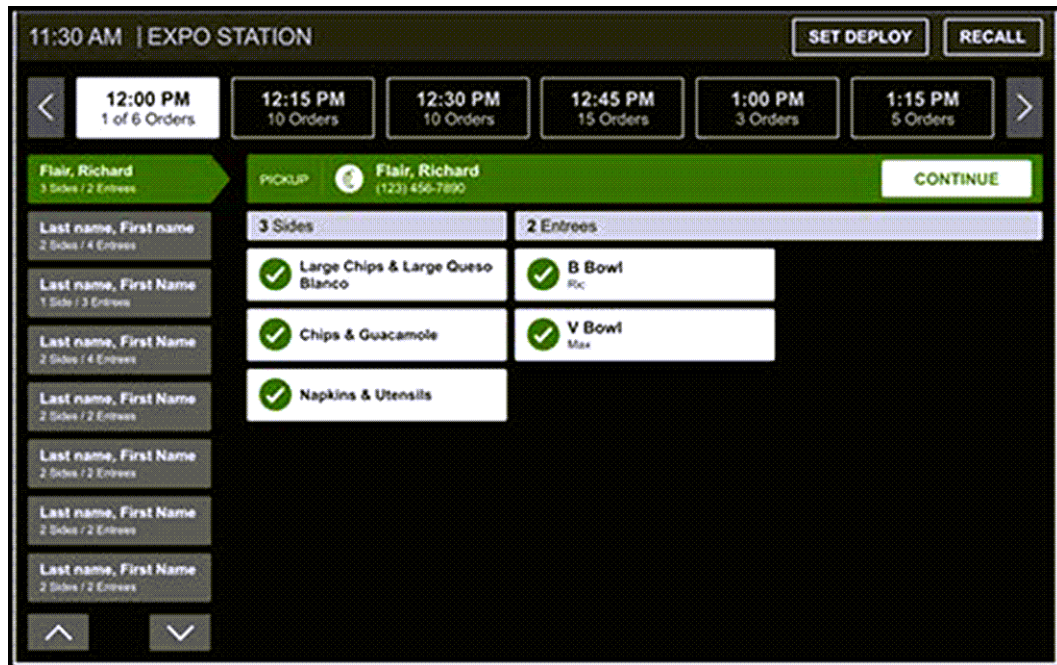 11:30 AM | EXPO STATION
SET DEPLOY
RECALL
12:00 PM
1 of 6 Orders
12:15 PM
10 Orders
12:30 PM
10 Orders
12:45 PM
15 Orders
1:00 PM
3 Orders
1:15 PM
5 Orders
Flair, Richard
3 Sides / 2 Entrees
Last name, First name
2 Sides / 4 Entrees
Last name, First Name
1 Side / 3 Entrees
Last name, First Name
2 Sides / 4 Entrees
Last name, First Name
2 Sides / 2 Entrees
Last name, First Name
2 Sides / 2 Entrees
Last name, First Name
2 Sides / 2 Entrees
Last name, First Name
2 Sides / 2 Entrees
PICKUP
Flair, Richard
(123) 456-7890
CONTINUE
3 Sides
Large Chips & Large Queso
Blanco
Chips & Guacamole
Napkins & Utensils
2 Entrees
B Bowl
Ric
V Bowl
Max